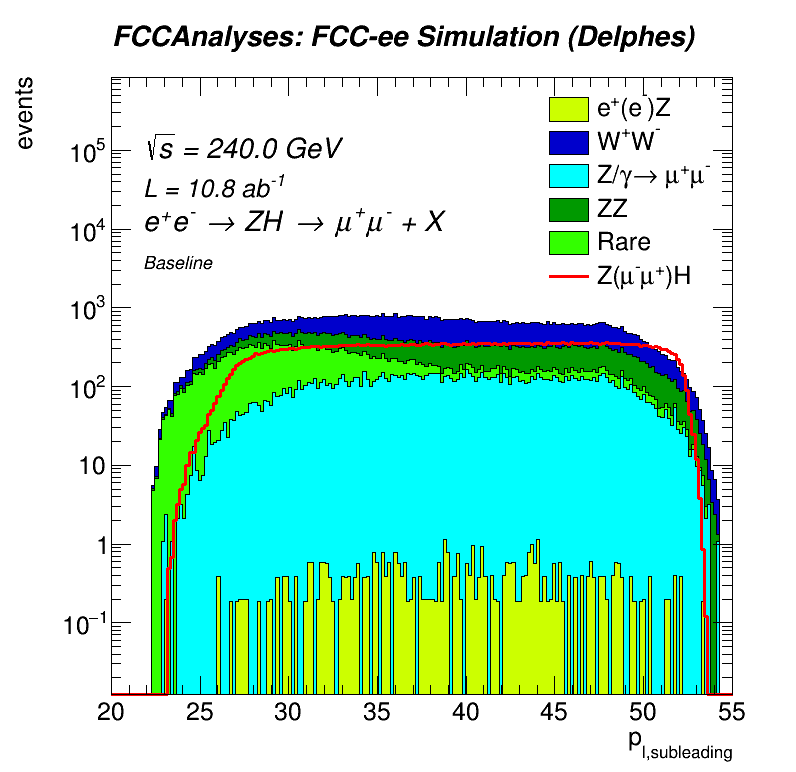 FCCAnalyses: FCC-ee Simulation (Delphes)
events
√s = 240.0 GeV
L = 10.8 ab⁻¹
e⁺e⁻ → ZH → μ⁺μ⁻ + X
Baseline
e⁺(e⁻)Z
W⁺W⁻
Z/γ→ μ⁺μ⁻
ZZ
Rare
Z(μ⁻μ⁺)H
10⁵
10⁴
10³
10²
10
1
10⁻¹
20 25 30 35 40 45 50 55
p_l,subleading